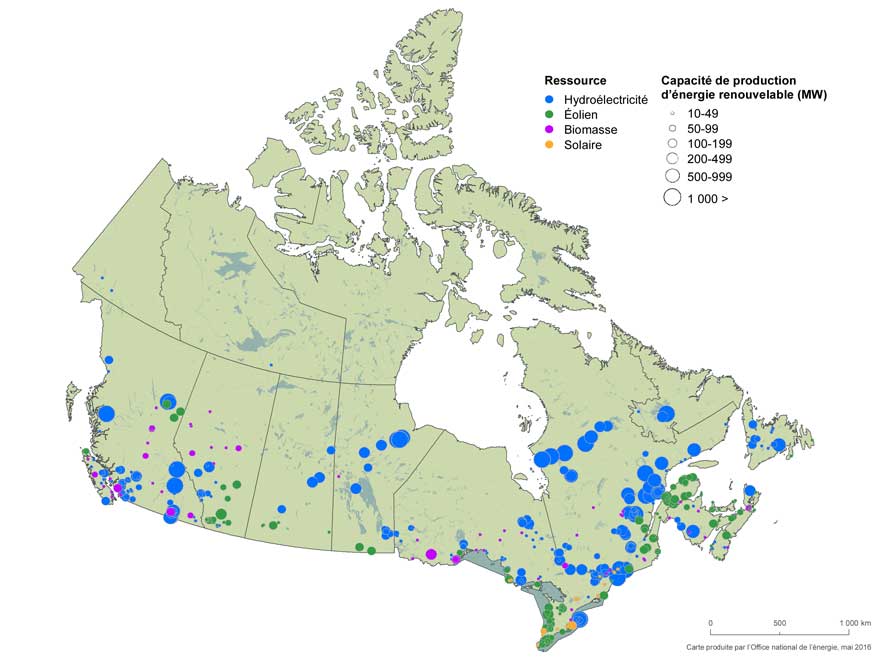 Ressource
Hydroélectricité
Éolien
Biomasse
Solaire
Capacité de production
d'énergie renouvelable (MW)
10-49
50-99
100-199
200-499
500-999
1 000 >
0 500 1 000 km
Carte produite par l'Office national de l'énergie, mai 2016